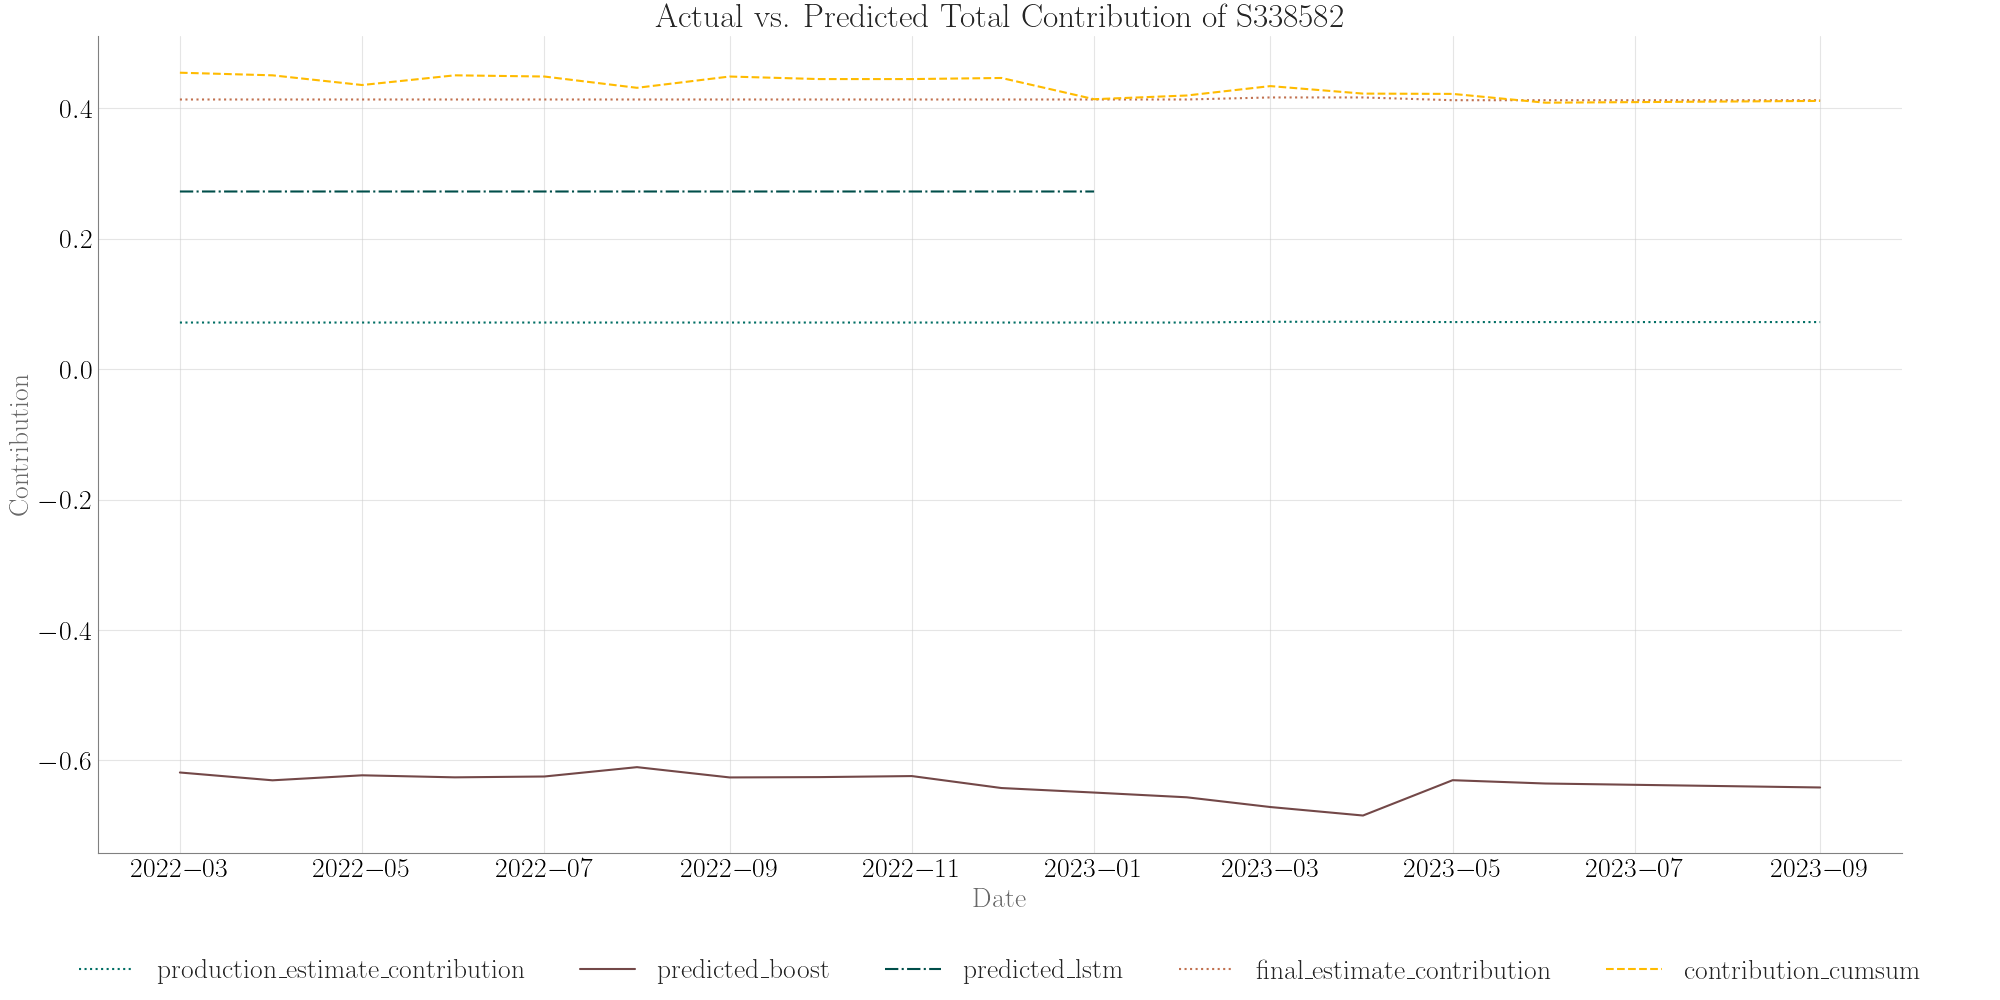 Actual vs. Predicted Total Contribution of S338582
Contribution
0.4
0.2
0.0
−0.2
−0.4
−0.6
2022−03 2022−05 2022−07 2022−09 2022−11 2023−01 2023−03 2023−05 2023−07 2023−09
Date
production_estimate_contribution predicted_boost predicted_lstm final_estimate_contribution contribution_cumsum